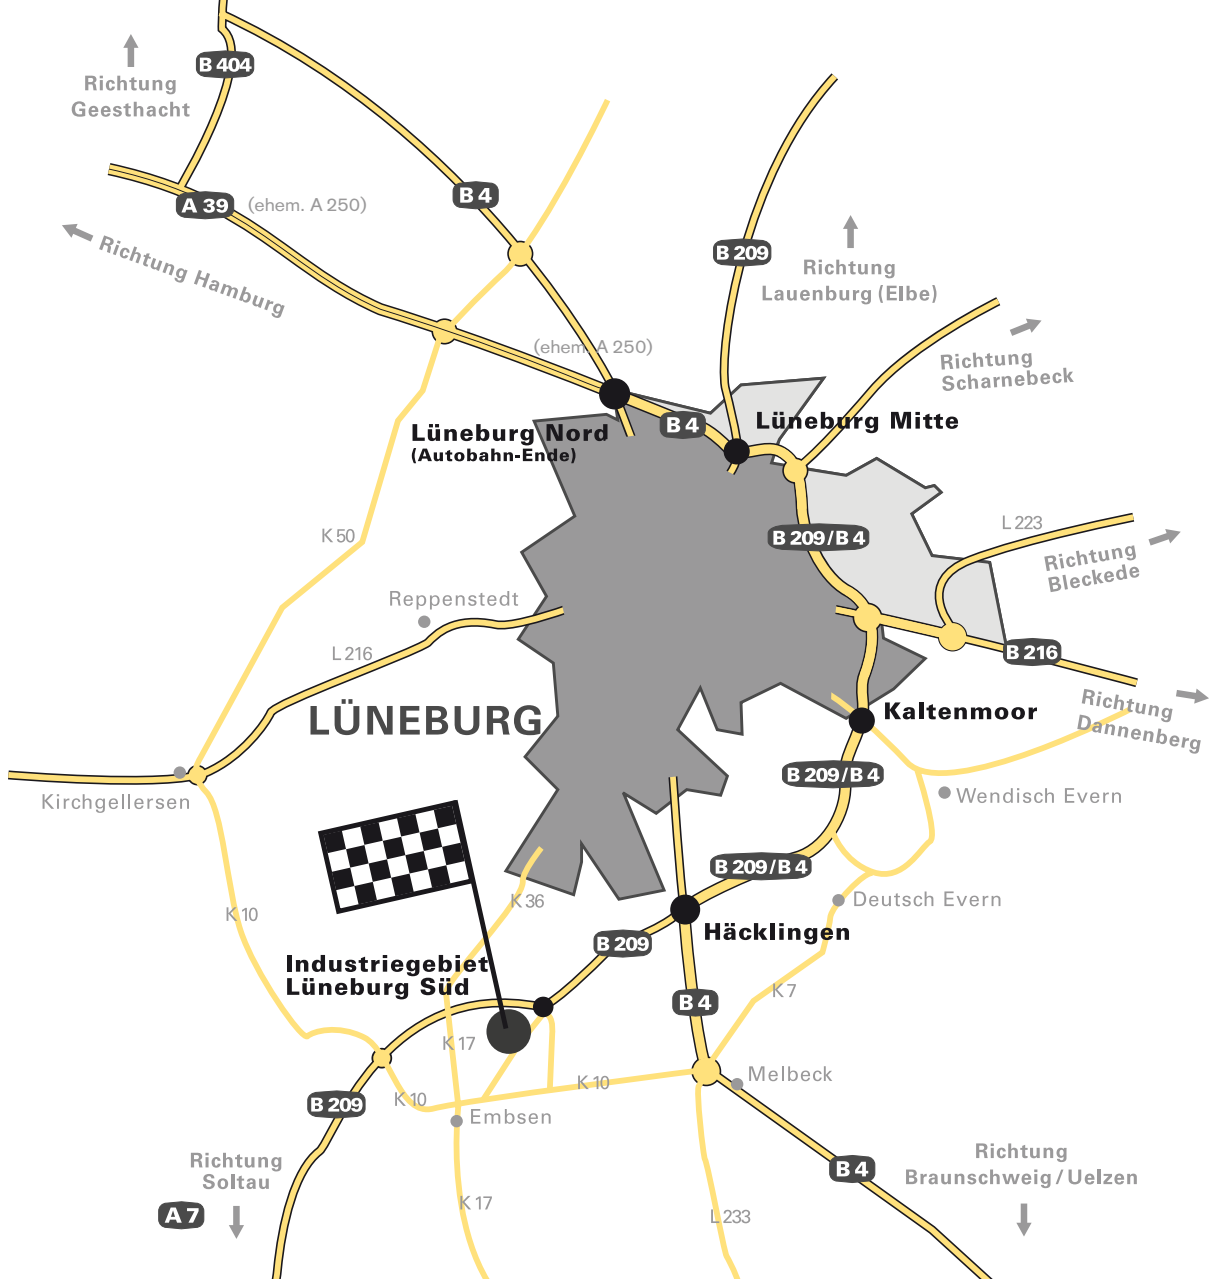 B 404
Richtung
Geesthacht
A 39
(ehem. A 250)
B 4
Richtung Hamburg
B 209
Richtung
Lauenburg (Elbe)
(ehem. A 250)
Richtung
Scharnebeck
Lüneburg Nord
(Autobahn-Ende)
B 4
Lüneburg Mitte
K 50
B 209/B 4
L 223
Richtung
Bleckede
Reppenstedt
L 216
B 216
LÜNEBURG
Kaltenmoor
Richtung
Dannenberg
Kirchgellersen
B 209/B 4
Wendisch Evern
B 209/B 4
K 10
K 36
Deutsch Evern
B 209
Häcklingen
Industriegebiet
Lüneburg Süd
B 4
K 7
K 17
K 10
K 10
Melbeck
B 209
Embsen
Richtung
Soltau
A 7
K 17
L 233
B 4
Richtung
Braunschweig / Uelzen